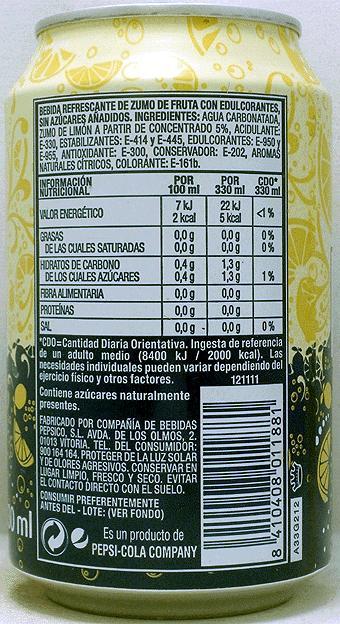 BEBIDA REFRESCANTE DE ZUMO DE FRUTA CON EDULCORANTES,
SIN AZÚCARES AÑADIDOS. INGREDIENTES: AGUA CARBONATADA,
ZUMO DE LIMÓN A PARTIR DE CONCENTRADO 5%, ACIDULANTE:
E-330, ESTABILIZANTES: E-414 y E-445, EDULCORANTES: E-950 y
E-955, ANTIOXIDANTE: E-300, CONSERVADOR: E-202, AROMAS
NATURALES CÍTRICOS, COLORANTE: E-161b.
INFORMACIÓN NUTRICIONAL POR 100 ml POR 330 ml CDO* 330 ml
VALOR ENERGÉTICO 7 kJ 22 kJ <1 %
2 kcal 5 kcal
GRASAS 0,0 g 0,0 g 0 %
DE LAS CUALES SATURADAS 0,0 g 0,0 g 0 %
HIDRATOS DE CARBONO 0,4 g 1,3 g
DE LOS CUALES AZÚCARES 0,4 g 1,3 g 1 %
FIBRA ALIMENTARIA 0,0 g 0,0 g
PROTEÍNAS 0,0 g 0,0 g
SAL 0,0 g 0,0 g 0 %
*CDO=Cantidad Diaria Orientativa. Ingesta de referencia
de un adulto medio (8400 kJ / 2000 kcal). Las
necesidades individuales pueden variar dependiendo del
ejercicio físico y otros factores. 121111
Contiene azúcares naturalmente
presentes.
FABRICADO POR COMPAÑÍA DE BEBIDAS
PEPSICO, S.L. AVDA. DE LOS OLMOS, 2.
01013 VITORIA. TEL. DEL CONSUMIDOR:
900 164 164. PROTEGER DE LA LUZ SOLAR
Y DE OLORES AGRESIVOS. CONSERVAR EN
LUGAR LIMPIO, FRESCO Y SECO. EVITAR
EL CONTACTO DIRECTO CON EL SUELO.
CONSUMIR PREFERENTEMENTE
ANTES DEL - LOTE: (VER FONDO)
Es un producto de
PEPSI-COLA COMPANY
8 410408 011881
A33G212
0 ml